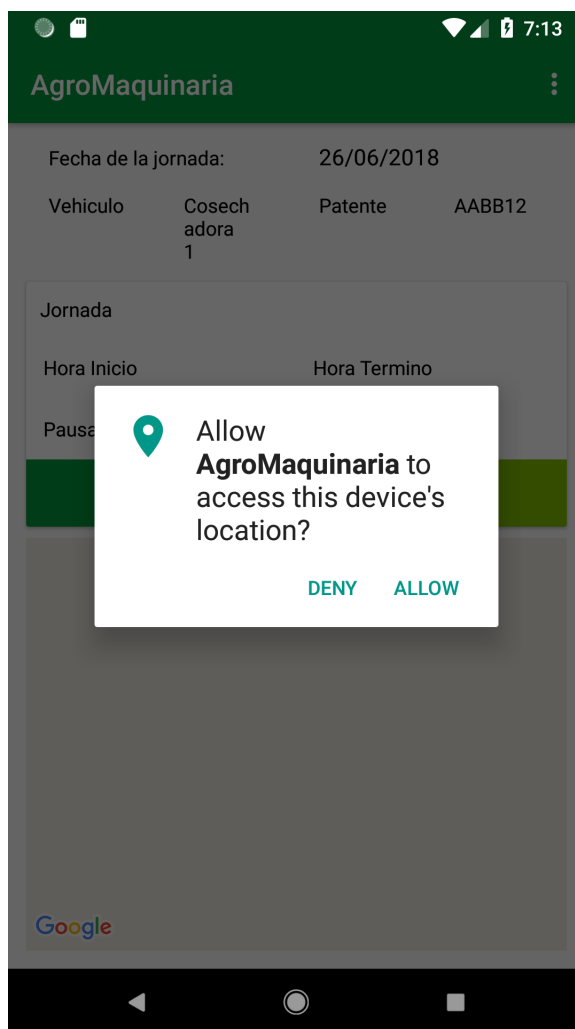 7:13
AgroMaquinaria
Fecha de la jornada: 26/06/2018
Vehiculo Cosech Patente AABB12
adora
1
Jornada
Hora Inicio Hora Termino
Pausa
Allow
AgroMaquinaria to
access this device's
location?
DENY ALLOW
Google